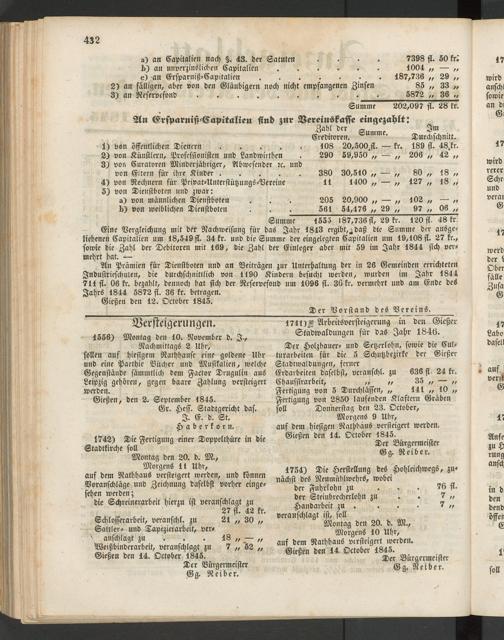 432
a) an Capitalien nach §. 43. der Satuten . . . 7398 fl. 50 kr.
b) an unverzinslichen Capitalien . . . . 1004 „ — „
c) an Ersparniß-Capitalien . . . . 187,736 „ 29 „
2) an fälligen, aber von den Gläubigern noch nicht empfangenen Zinsen 85 „ 33 „
3) an Reservefond . . . . . 5872 „ 36 „
Summe 202,097 fl. 28 kr.
An Ersparniß-Capitalien sind zur Vereinskasse eingezahlt:
Zahl der Creditoren. Summe. Im Durchschnitt.
1) von öffentlichen Dienern . . . . 108 20,500 fl. — kr. 189 fl. 48 kr.
2) von Künstlern, Professionisten und Landwirthen . 290 59,950 „ — „ 206 „ 42 „
3) von Curatoren Minderjähriger, Abwesender rc. und
von Eltern für ihre Kinder . . . . 380 30,510 „ — „ 80 „ 18 „
4) von Rechnern für Privat-Unterstützungs-Vereine 11 1400 „ — „ 127 „ 18 „
5) von Dienstboten und zwar:
a) von männlichen Dienstboten . . . 205 20,900 „ — „ 102 „ — „
b) von weiblichen Dienstboten . . . 561 54,476 „ 29 „ 97 „ 06 „
Summe 1555 187,736 fl. 29 kr. 120 fl. 48 kr.
Eine Vergleichung mit der Nachweisung für das Jahr 1843 ergibt, daß die Summe der ausge-
liehenen Capitalien um 18,549 fl. 34 kr. und die Summe der eingelegten Capitalien um 19,408 fl. 27 kr.,
sowie die Zahl der Debitoren mit 169, die Zahl der Einleger aber mit 59 im Jahr 1844 sich ver-
mehrt hat. —
An Prämien für Dienstboten und an Beiträgen zur Unterhaltung der in 26 Gemeinden errichteten
Industrieschulen, die durchschnittlich von 1190 Kindern besucht werden, wurden im Jahr 1844
711 fl. 06 kr. bezahlt, dennoch hat sich der Reservefond um 1096 fl. 36 kr. vermehrt und am Ende des
Jahrs 1844 5872 fl. 36 kr. betragen.
Gießen den 12. October 1845.
Der Vorstand des Vereins.
Versteigerungen.
1556) Montag den 10. November d. J.,
Nachmittags 2 Uhr,
sollen auf hiesigem Rathhause eine goldene Uhr
und eine Parthie Bücher und Musikalien, welche
Gegenstände sämmtlich dem Factor Drugulin aus
Leipzig gehören, gegen baare Zahlung versteigert
werden.
Gießen, den 2. September 1845.
Gr. Hess. Stadtgericht das.
J. E. d. St.
Haberkorn.
1742) Die Fertigung einer Doppelthüre in die
Stadtkirche soll
Montag den 20. d. M.,
Morgens 11 Uhr,
auf dem Rathhaus versteigert werden, und können
Voranschläge und Zeichnung daselbst vorher einge-
sehen werden;
die Schreinerarbeit hierzu ist veranschlagt zu
27 fl. 42 kr.
Schlosserarbeit, veranschl. zu 21 „ 30 „
Sattler- und Tapezierarbeit, ver-
anschlagt zu . . . 18 „ — „
Weißbinderarbeit, veranschlagt zu 7 „ 52 „
Gießen den 14. October 1845.
Der Bürgermeister
Gg. Reiber.
1741) Arbeitsversteigerung in den Gießer
Stadtwaldungen für das Jahr 1846.
Der Holzhauer- und Setzerlohn, sowie die Cul-
turarbeiten für die 5 Schutzbezirke der Gießer
Stadtwaldungen, ferner
Erdarbeiten daselbst, veranschl. zu 636 fl. 24 kr.
Chaussirarbeit, „ „ 35 „ — „
Fertigung von 5 Durchlässen, „ 141 „ 10 „
Fertigung von 2850 laufenden Klaftern Gräben
soll Donnerstag den 23. October,
Morgens 9 Uhr,
auf dem hiesigen Rathhaus versteigert werden.
Gießen den 14. October 1845.
Der Bürgermeister
Gg. Reiber.
1754) Die Herstellung des Hohleichwegs, zu-
nächst des Neumühlwehrs, wobei
der Fuhrlohn zu . . . 76 fl.
der Steinbrecherlohn zu . . 7 „
Handarbeit zu . . . 7 „
veranschlagt ist, soll
Montag den 20. d. M.,
Morgens 10 Uhr,
auf dem Rathhaus versteigert werden.
Gießen den 14 October 1845.
Der Bürgermeister
Gg. Reiber.